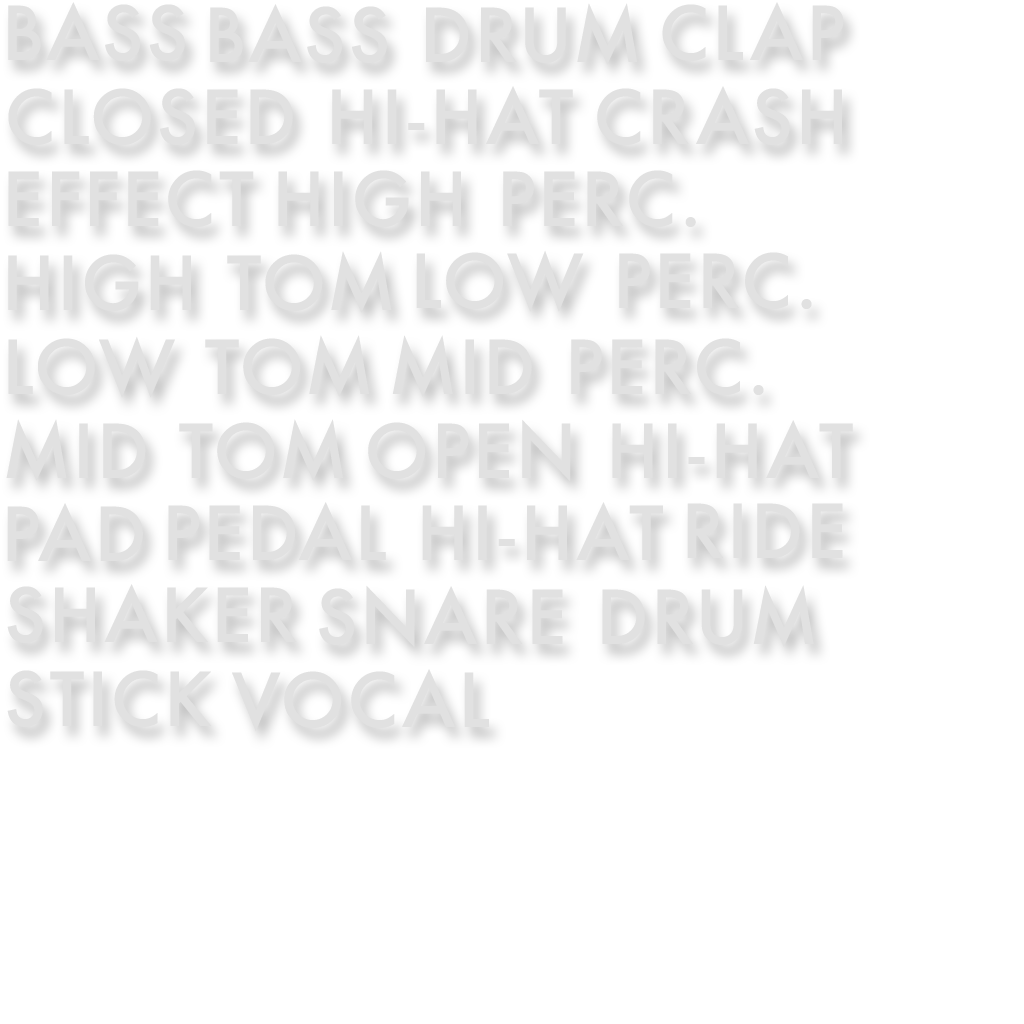 BASS BASS DRUM CLAP
CLOSED HI-HAT CRASH
EFFECT HIGH PERC.
HIGH TOM LOW PERC.
LOW TOM MID PERC.
MID TOM OPEN HI-HAT
PAD PEDAL HI-HAT RIDE
SHAKER SNARE DRUM
STICK VOCAL